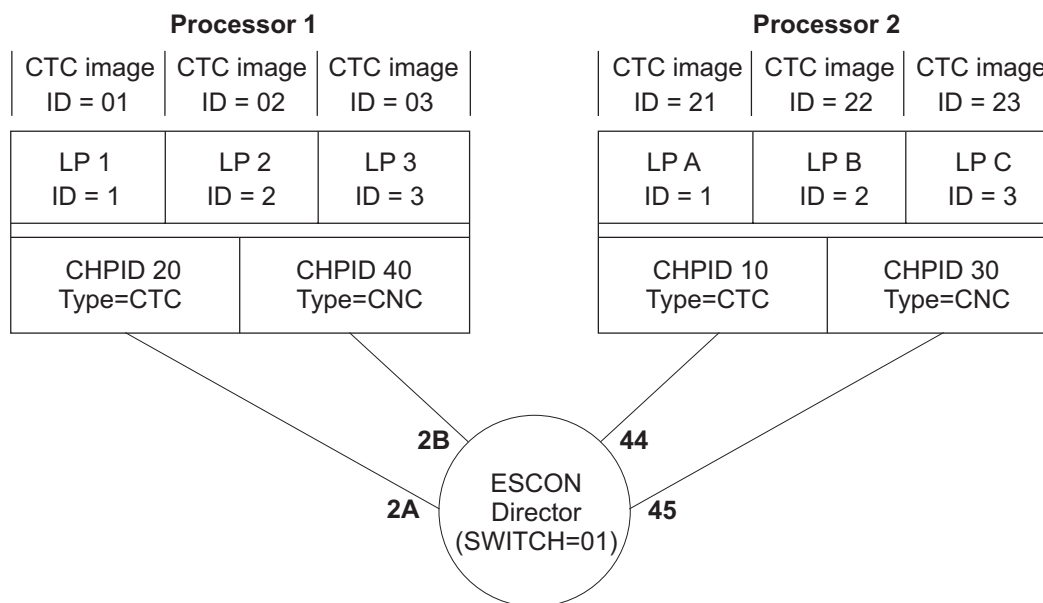 Processor 1
Processor 2
CTC image CTC image CTC image
ID = 01 ID = 02 ID = 03
CTC image CTC image CTC image
ID = 21 ID = 22 ID = 23
LP 1 LP 2 LP 3
ID = 1 ID = 2 ID = 3
LP A LP B LP C
ID = 1 ID = 2 ID = 3
CHPID 20 CHPID 40
Type=CTC Type=CNC
CHPID 10 CHPID 30
Type=CTC Type=CNC
2B
44
2A
45
ESCON
Director
(SWITCH=01)